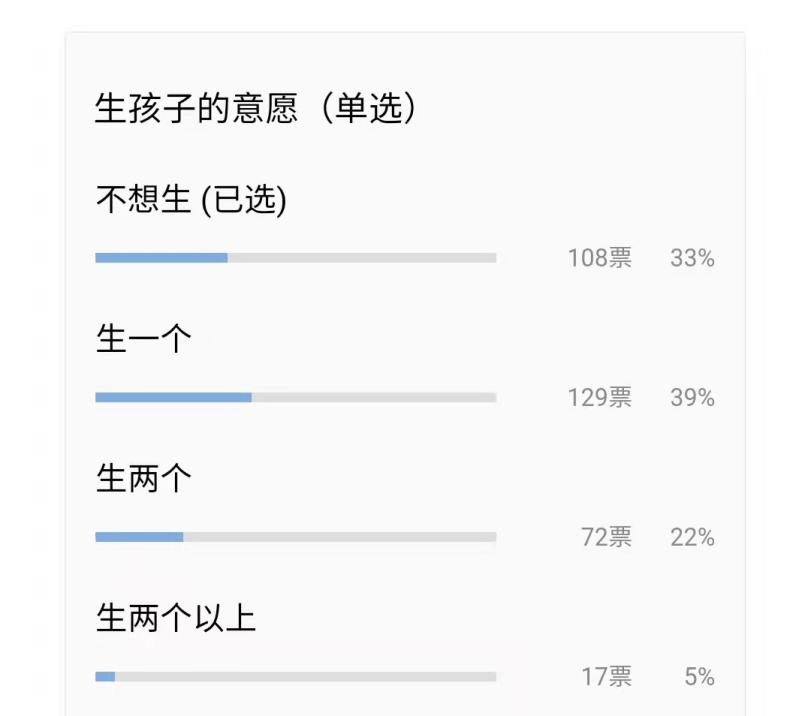 生孩子的意愿（单选）
不想生 (已选)
108票 33%
生一个
129票 39%
生两个
72票 22%
生两个以上
17票 5%